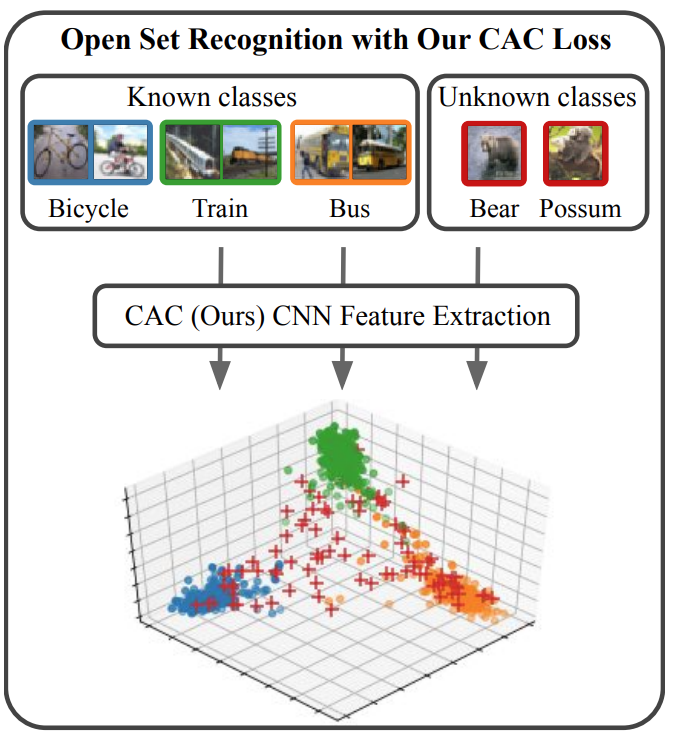 Open Set Recognition with Our CAC Loss
Known classes
Unknown classes
Bicycle
Train
Bus
Bear
Possum
CAC (Ours) CNN Feature Extraction